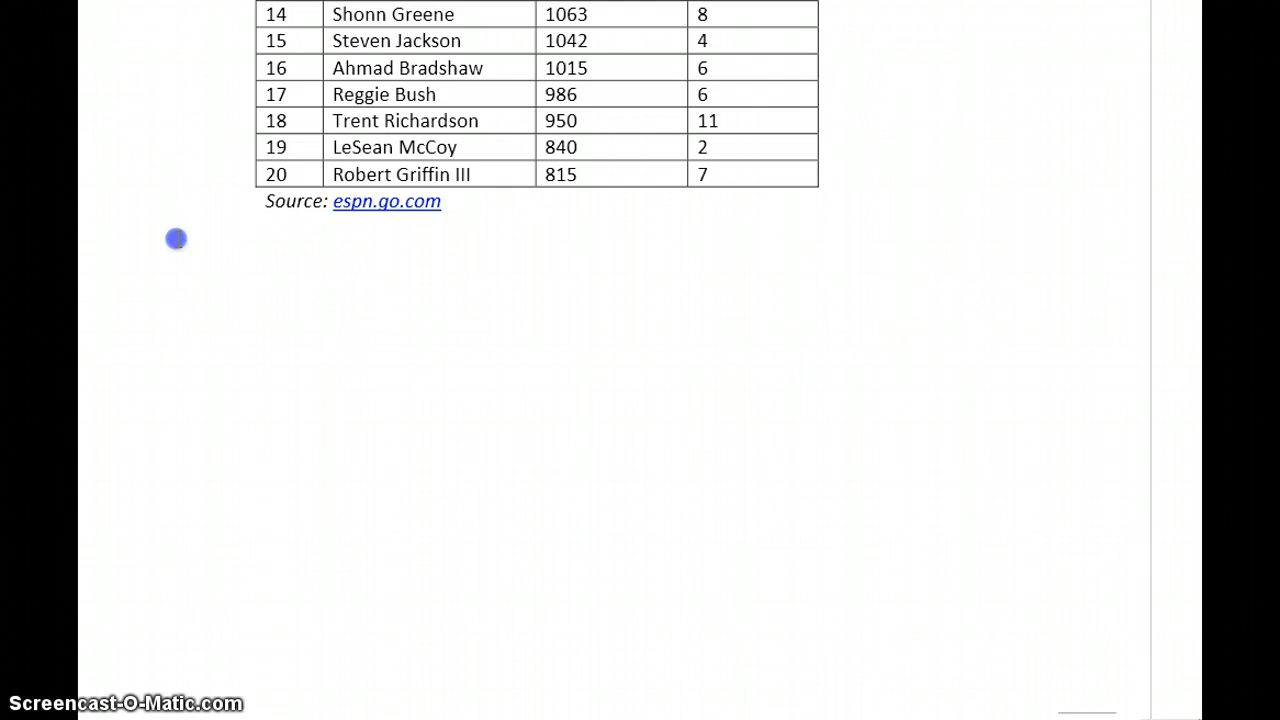 14 Shonn Greene 1063 8
15 Steven Jackson 1042 4
16 Ahmad Bradshaw 1015 6
17 Reggie Bush 986 6
18 Trent Richardson 950 11
19 LeSean McCoy 840 2
20 Robert Griffin III 815 7
Source: espn.go.com
Screencast-O-Matic.com